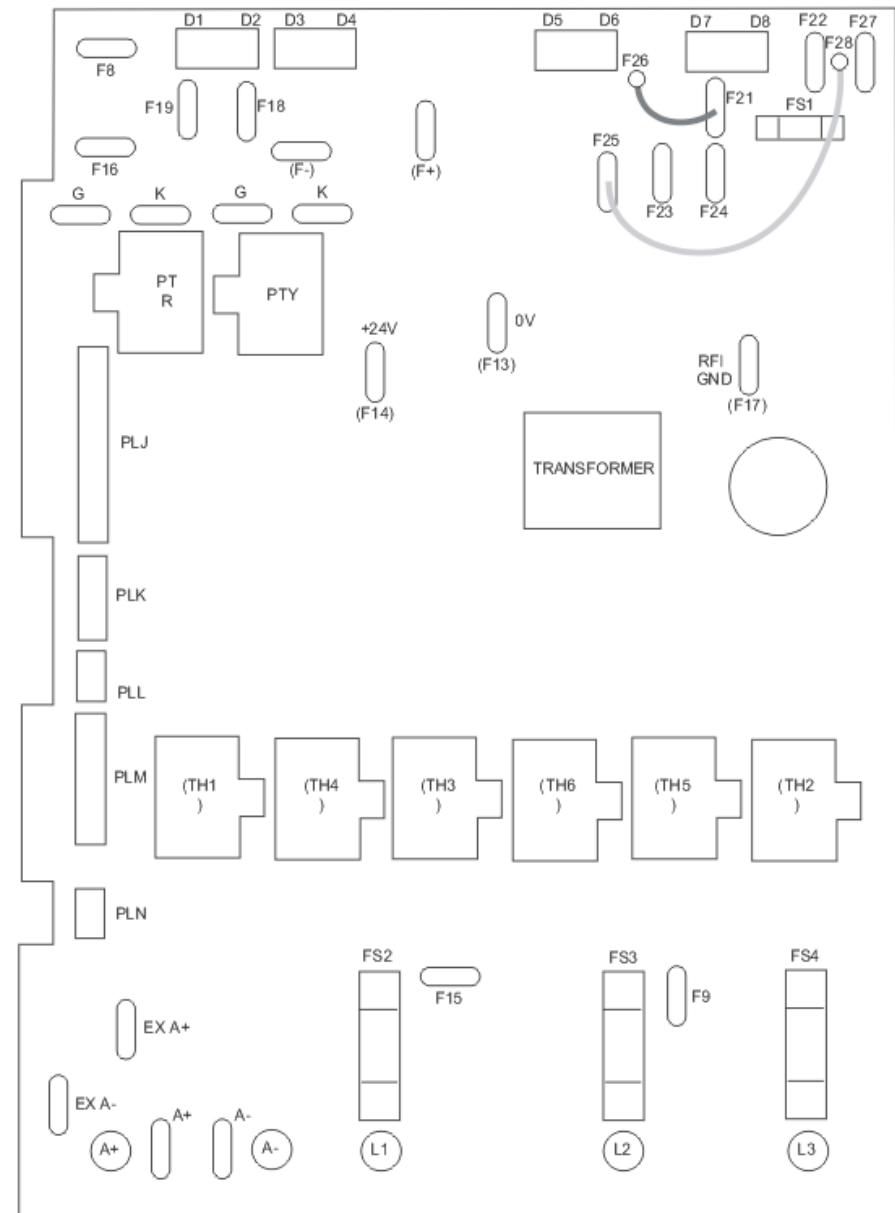 D1 D2 D3 D4 D5 D6 D7 D8 F22 F27
F28
F8
F26
F19 F18 F21
FS1
F25
F16 (F-) (F+)
G K G K F23 F24
PT
R
PTY
+24V 0V
(F13)
(F14)
RFI
GND
(F17)
PLJ
TRANSFORMER
PLK
PLL
PLM
(TH1
)
(TH4
)
(TH3
)
(TH6
)
(TH5
)
(TH2
)
PLN
FS2 FS3 FS4
F15 F9
EX A+
EX A-
A+ A-
A+ A- L1 L2 L3